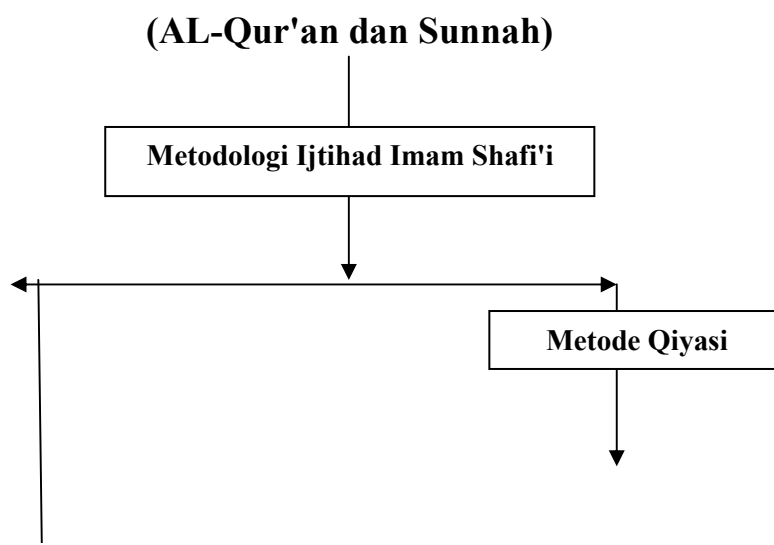 (AL-Qur'an dan Sunnah)
Metodologi Ijtihad Imam Shafi'i
Metode Qiyasi